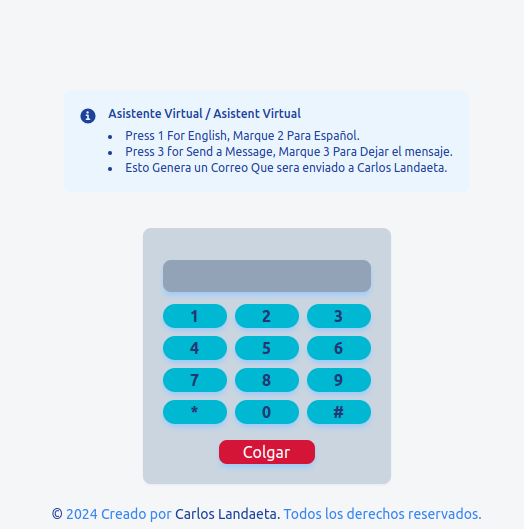 Asistente Virtual / Asistent Virtual
• Press 1 For English, Marque 2 Para Español.
• Press 3 for Send a Message, Marque 3 Para Dejar el mensaje.
• Esto Genera un Correo Que sera enviado a Carlos Landaeta.
1 2 3
4 5 6
7 8 9
* 0 #
Colgar
© 2024 Creado por Carlos Landaeta. Todos los derechos reservados.